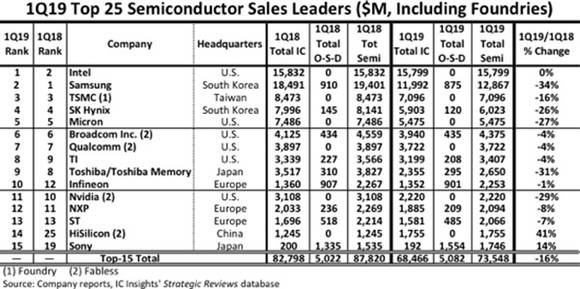 1Q19 Top 25 Semiconductor Sales Leaders ($M, Including Foundries)
1Q19 Rank 1Q18 Rank Company Headquarters 1Q18 Total IC 1Q18 Total O-S-D 1Q18 Tot Semi 1Q19 Total IC 1Q19 Total O-S-D 1Q19 Total Semi 1Q19/1Q18 % Change
1 2 Intel U.S. 15,832 0 15,832 15,799 0 15,799 0%
2 1 Samsung South Korea 18,491 910 19,401 11,992 875 12,867 -34%
3 3 TSMC (1) Taiwan 8,473 0 8,473 7,096 0 7,096 -16%
4 4 SK Hynix South Korea 7,996 145 8,141 5,903 120 6,023 -26%
5 5 Micron U.S. 7,486 0 7,486 5,475 0 5,475 -27%
6 6 Broadcom Inc. (2) U.S. 4,125 434 4,559 3,940 435 4,375 -4%
7 7 Qualcomm (2) U.S. 3,897 0 3,897 3,722 0 3,722 -4%
8 9 TI U.S. 3,339 227 3,566 3,199 208 3,407 -4%
9 8 Toshiba/Toshiba Memory Japan 3,517 310 3,827 2,355 295 2,650 -31%
10 12 Infineon Europe 1,360 907 2,267 1,352 901 2,253 -1%
11 10 Nvidia (2) U.S. 3,108 0 3,108 2,220 0 2,220 -29%
12 11 NXP Europe 2,033 236 2,269 1,885 209 2,094 -8%
13 13 ST Europe 1,696 518 2,214 1,581 485 2,066 -7%
14 25 HiSilicon (2) China 1,245 0 1,245 1,755 0 1,755 41%
15 19 Sony Japan 200 1,335 1,535 192 1,554 1,746 14%
— — Top-15 Total 82,798 5,022 87,820 68,466 5,082 73,548 -16%
(1) Foundry (2) Fabless
Source: Company reports, IC Insights' Strategic Reviews database